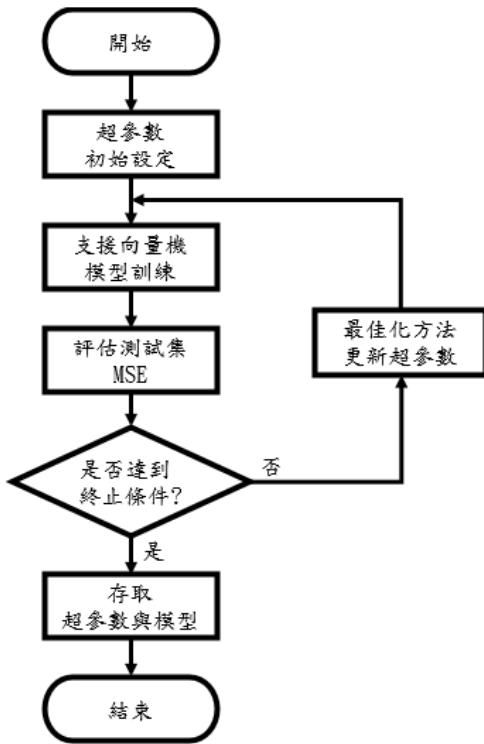 開始
超參數
初始設定
支援向量機
模型訓練
評估測試集
MSE
最佳化方法
更新超參數
是否達到
終止條件?
否
是
存取
超參數與模型
結束